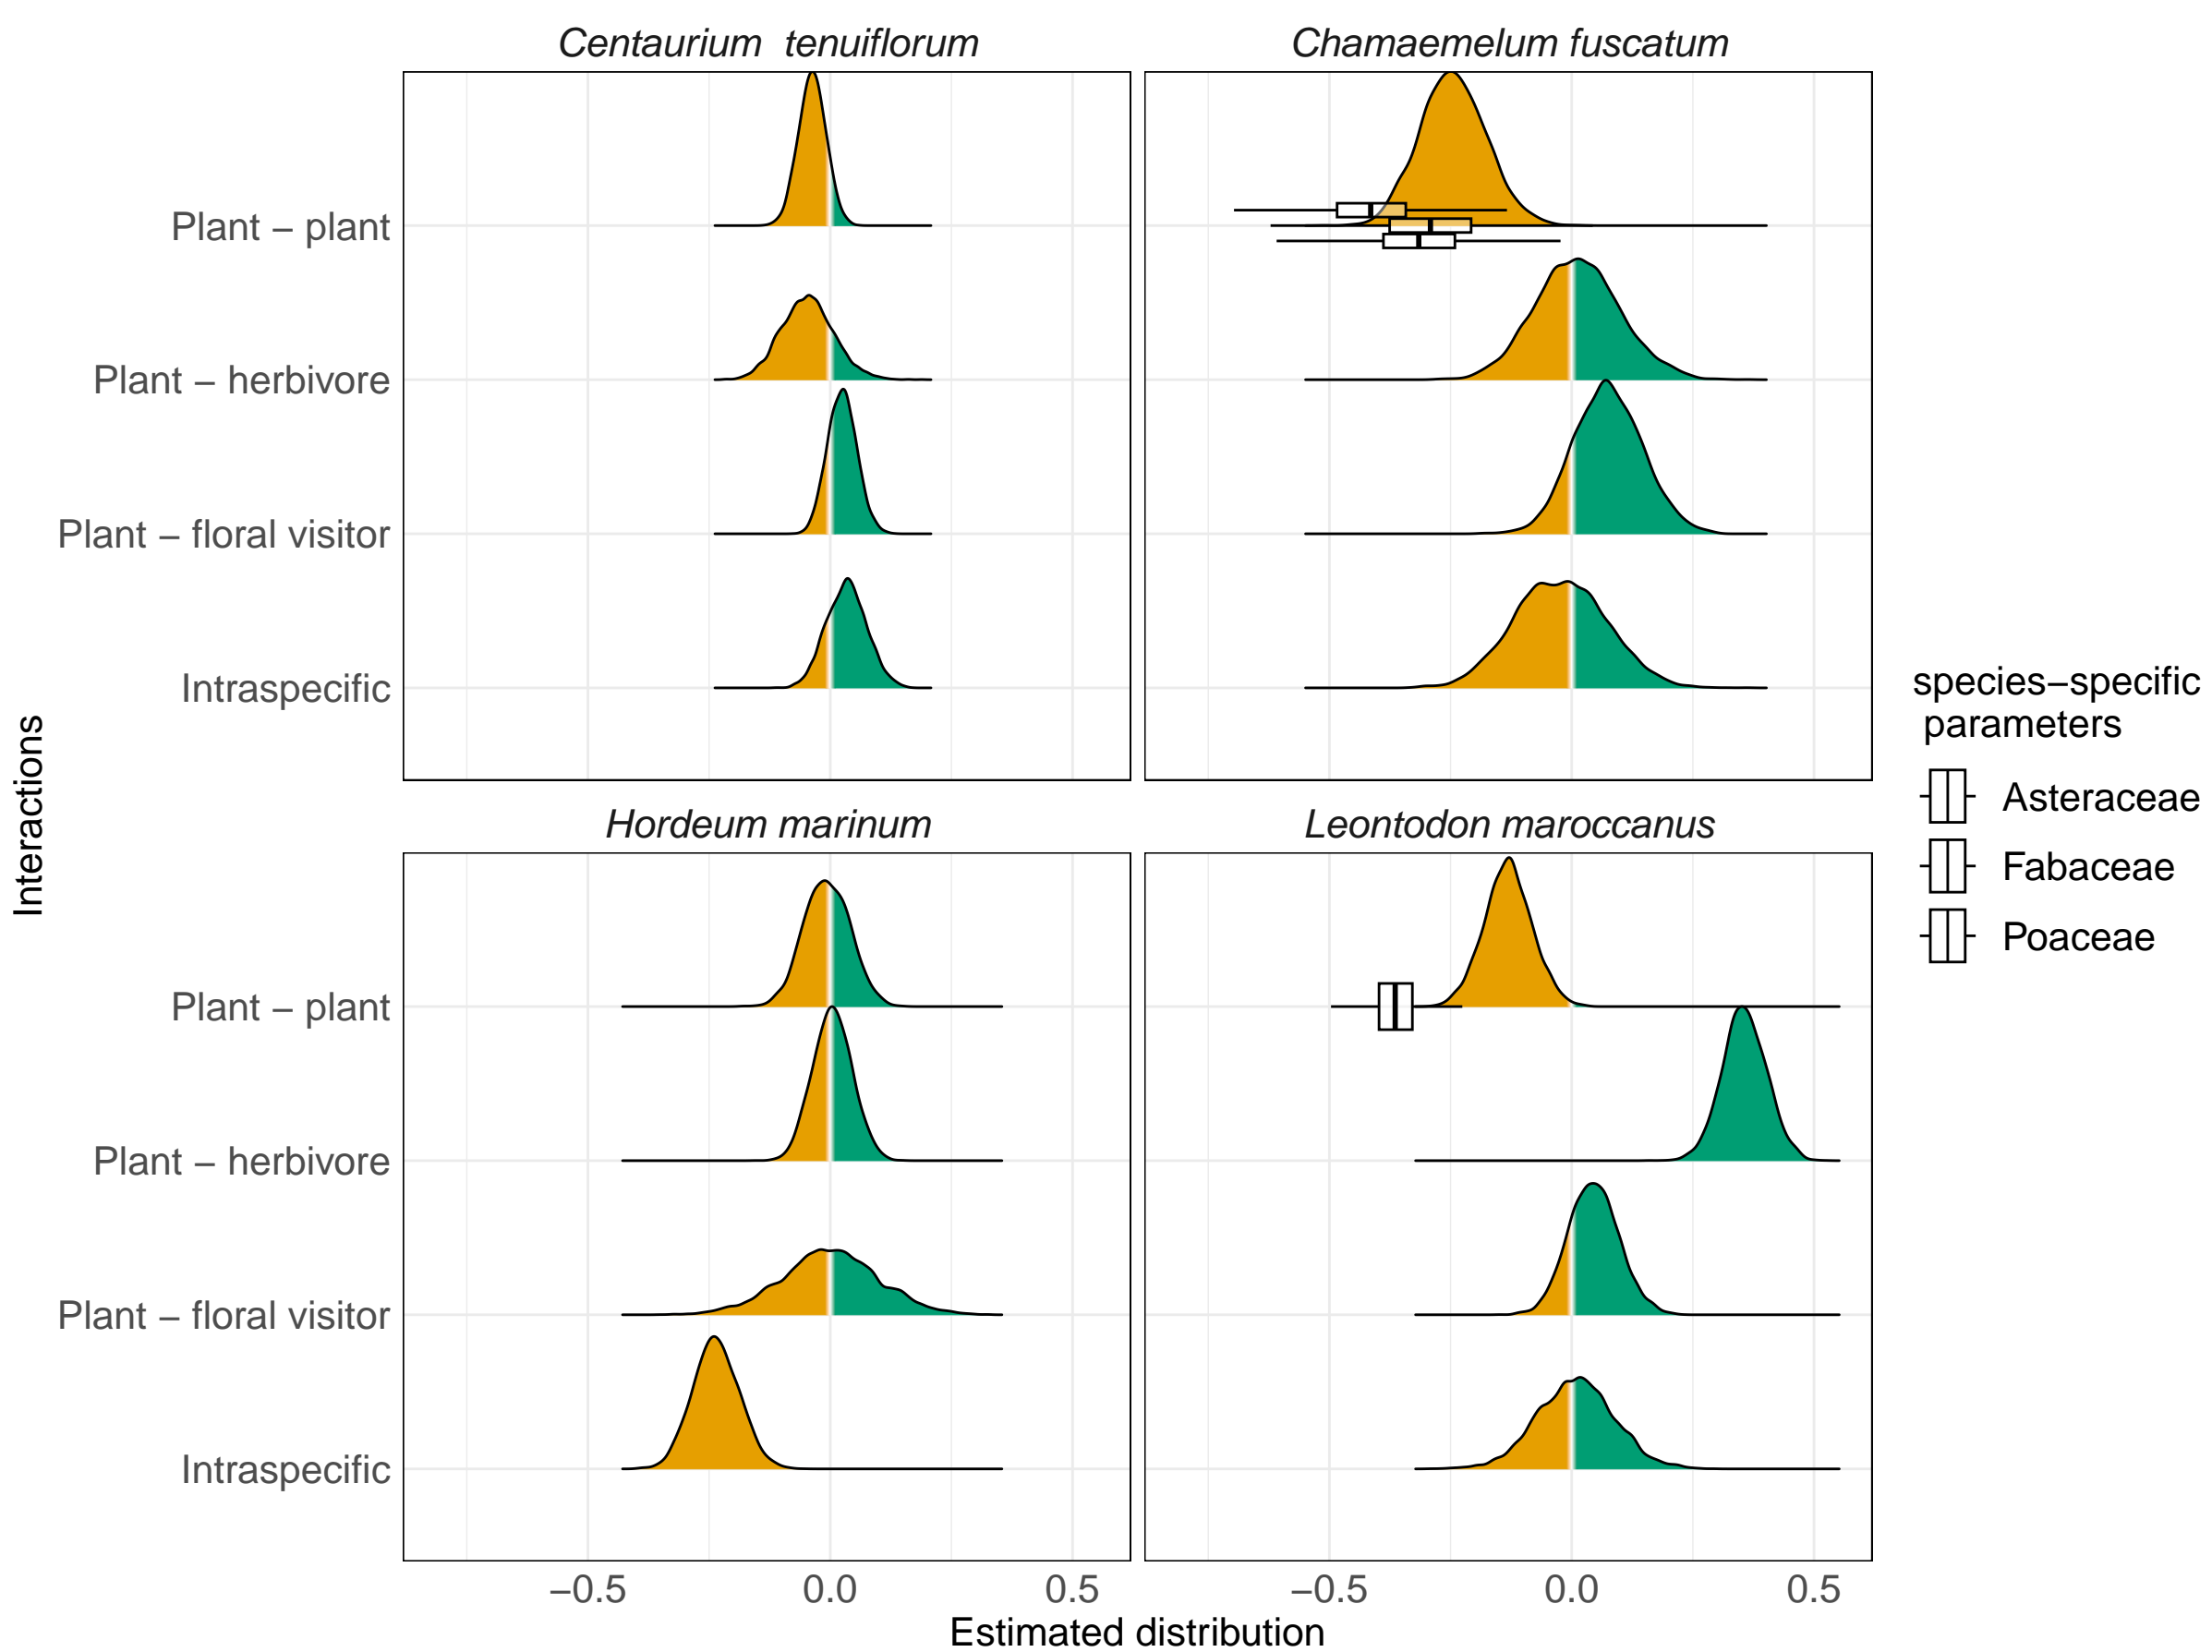 Centaurium  tenuiflorum
Chamaemelum fuscatum
Plant – plant
Plant – herbivore
Plant – floral visitor
Intraspecific
Hordeum marinum
Leontodon maroccanus
Plant – plant
Plant – herbivore
Plant – floral visitor
Intraspecific
Interactions
−0.5 0.0 0.5
−0.5 0.0 0.5
Estimated distribution
species−specific
parameters
Asteraceae
Fabaceae
Poaceae